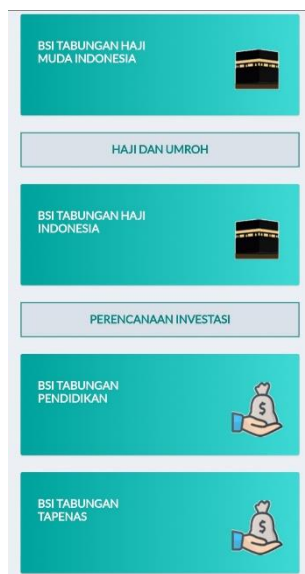 BSI TABUNGAN HAJI
MUDA INDONESIA
HAJI DAN UMROH
BSI TABUNGAN HAJI
INDONESIA
PERENCANAAN INVESTASI
BSI TABUNGAN
PENDIDIKAN
$
BSI TABUNGAN
TAPENAS
$